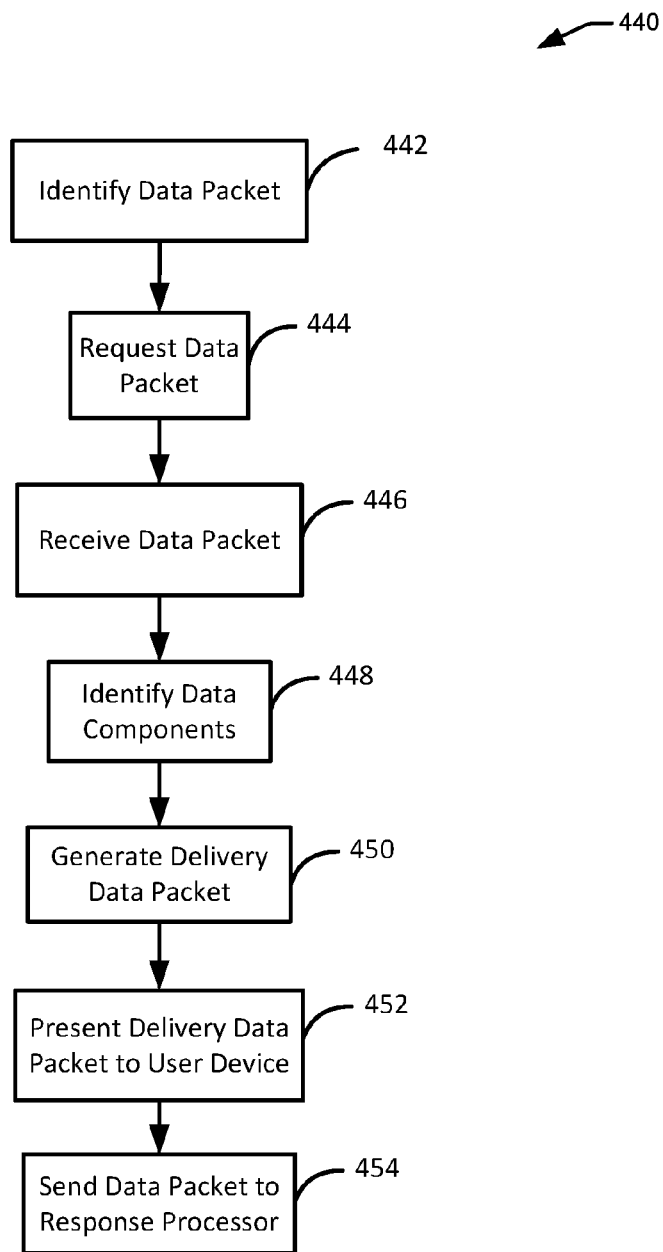 440
442
Identify Data Packet
444
Request Data
Packet
446
Receive Data Packet
448
Identify Data
Components
450
Generate Delivery
Data Packet
452
Present Delivery Data
Packet to User Device
454
Send Data Packet to
Response Processor